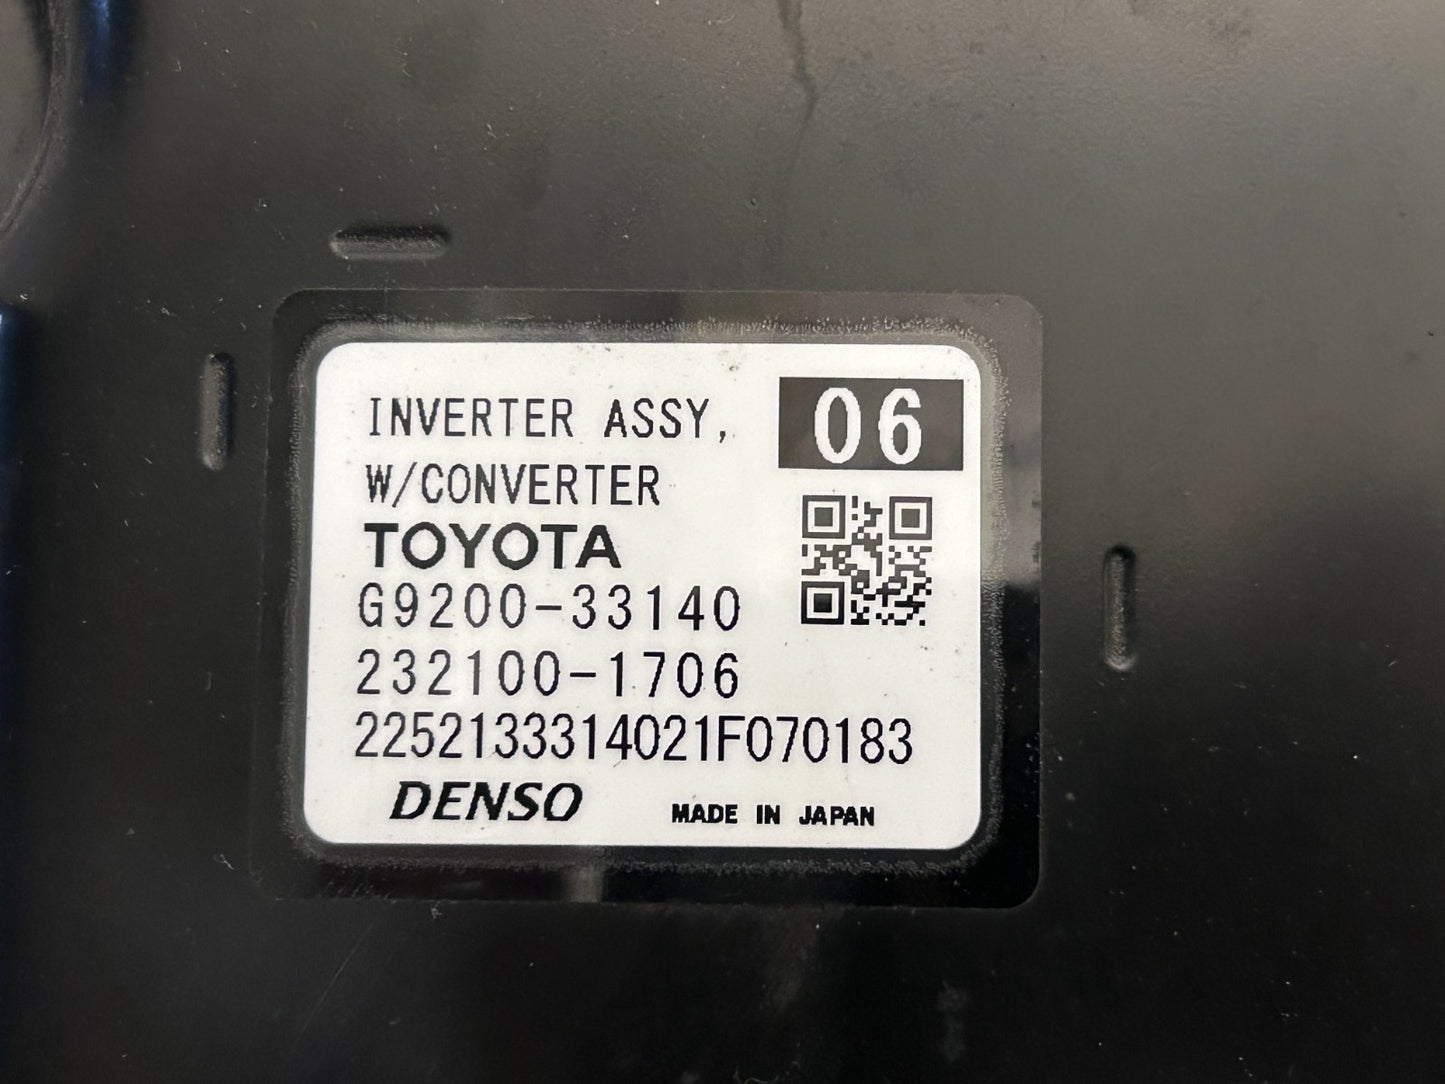 INVERTER ASSY,
06
W/CONVERTER
TOYOTA
G9200-33140
232100-1706
2252133314021F070183
DENSO
MADE IN JAPAN